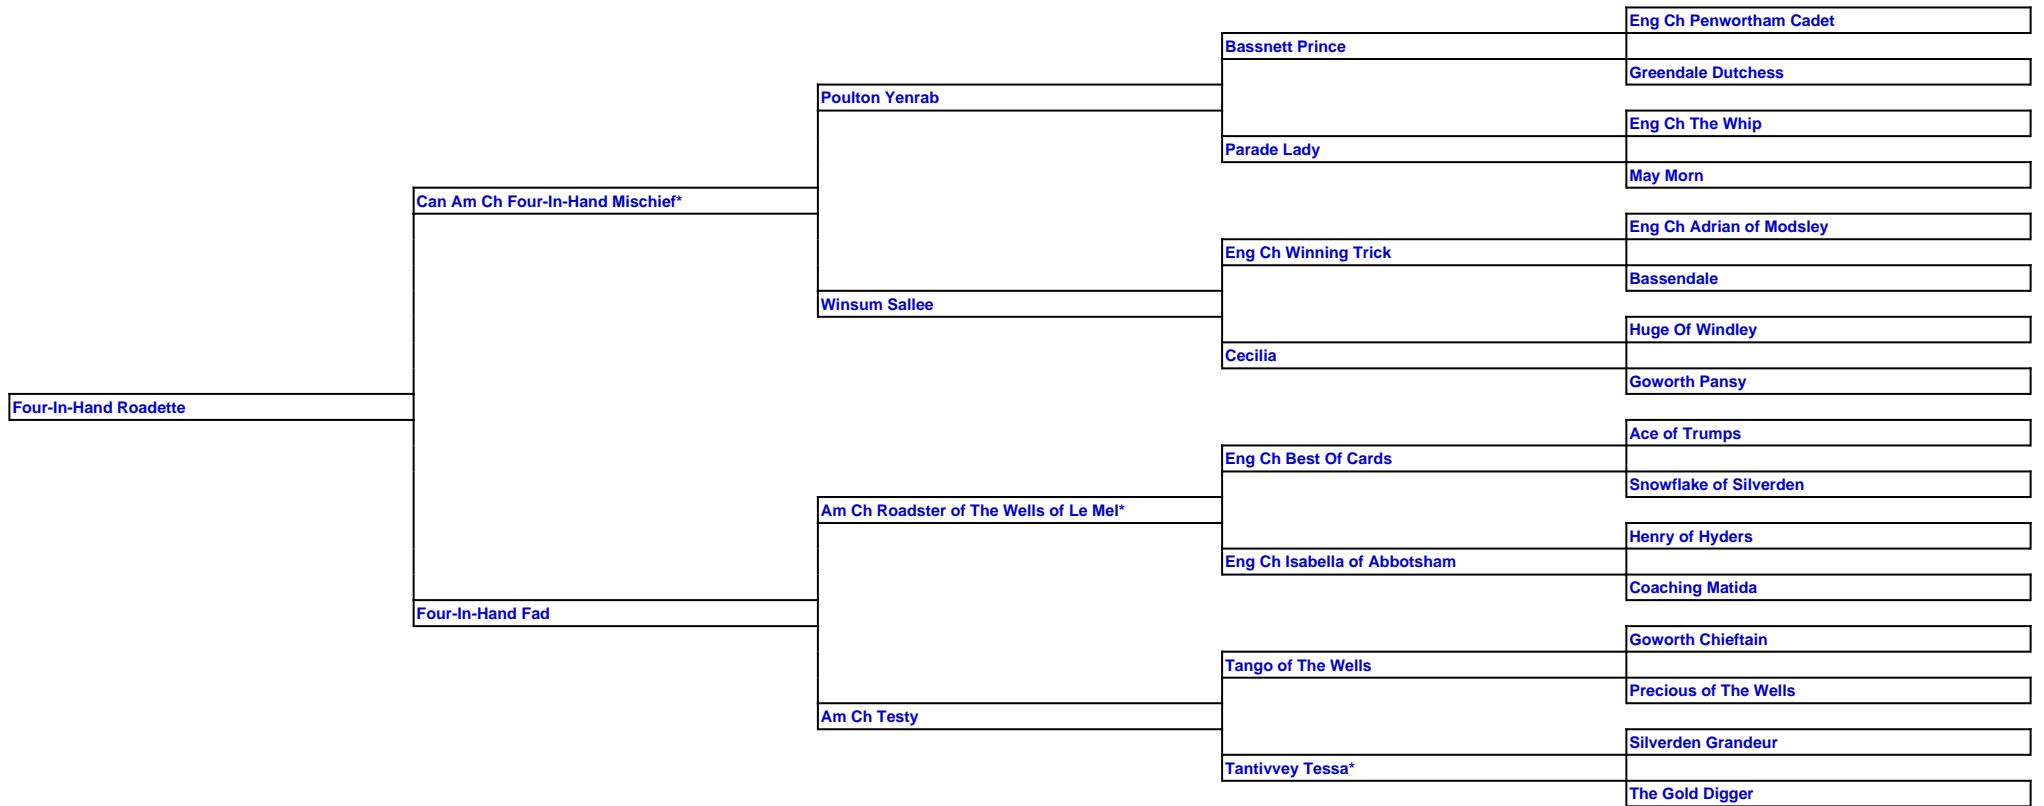 Eng Ch Penwortham Cadet
Bassnett Prince
Greendale Dutchess
Poulton Yenrab
Eng Ch The Whip
Parade Lady
May Morn
Can Am Ch Four-In-Hand Mischief*
Eng Ch Adrian of Modsley
Eng Ch Winning Trick
Bassendale
Winsum Sallee
Huge Of Windley
Cecilia
Goworth Pansy
Four-In-Hand Roadette
Ace of Trumps
Eng Ch Best Of Cards
Snowflake of Silverden
Am Ch Roadster of The Wells of Le Mel*
Henry of Hyders
Eng Ch Isabella of Abbotsham
Coaching Matida
Four-In-Hand Fad
Goworth Chieftain
Tango of The Wells
Precious of The Wells
Am Ch Testy
Silverden Grandeur
Tantivvey Tessa*
The Gold Digger